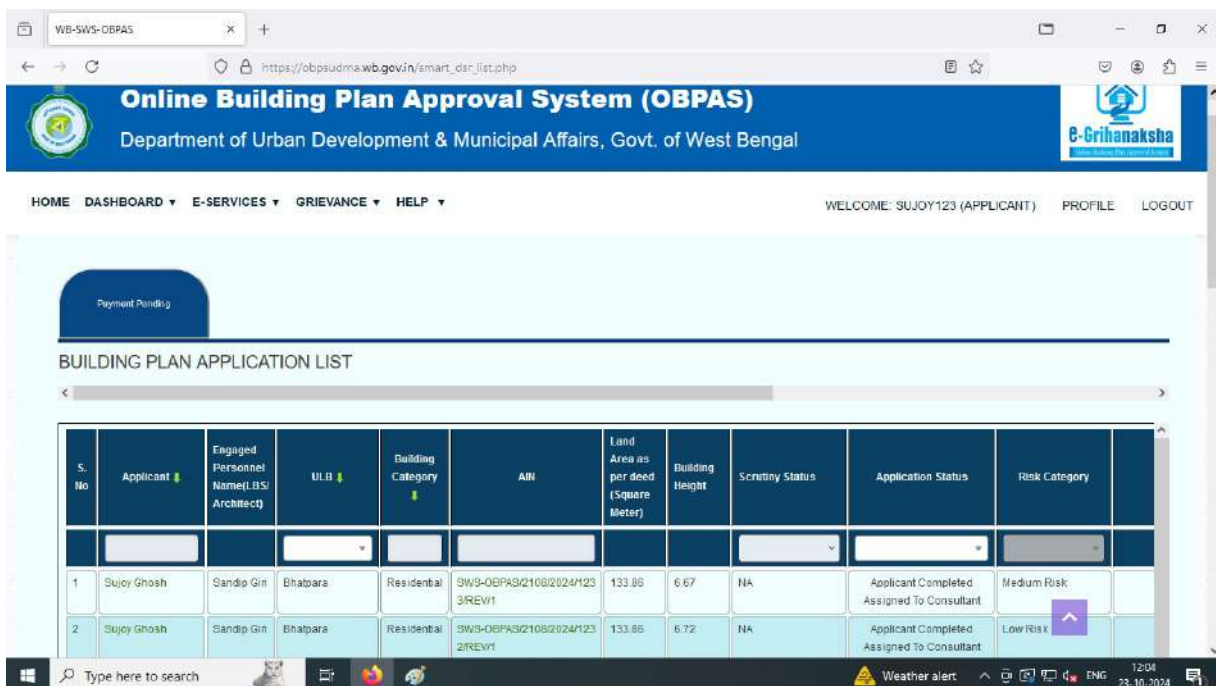 WB-SWS-OBPAS
https://obpsudma.wb.gov.in/smart_dsr_list.php
Online Building Plan Approval System (OBPAS)
Department of Urban Development & Municipal Affairs, Govt. of West Bengal
e-Grihanaksha
HOME DASHBOARD E-SERVICES GRIEVANCE HELP
WELCOME: SUJOY123 (APPLICANT) PROFILE LOGOUT
Payment Pending
BUILDING PLAN APPLICATION LIST
S. No
Applicant
Engaged Personnel Name(LBS/ Architect)
ULB
Building Category
AIN
Land Area as per deed (Square Meter)
Building Height
Scrutiny Status
Application Status
Risk Category
1 Sujoy Ghosh Sandip Giri Bhatpara Residential SWS-OBPAS/2108/2024/123 133.86 6.67 NA Applicant Completed Medium Risk
3/REV/1 Assigned To Consultant
2 Sujoy Ghosh Sandip Giri Bhatpara Residential SWS-OBPAS/2108/2024/123 133.86 6.72 NA Applicant Completed Low Risk
2/REV/1 Assigned To Consultant
Type here to search
Weather alert
ENG
12:04
23-10-2024